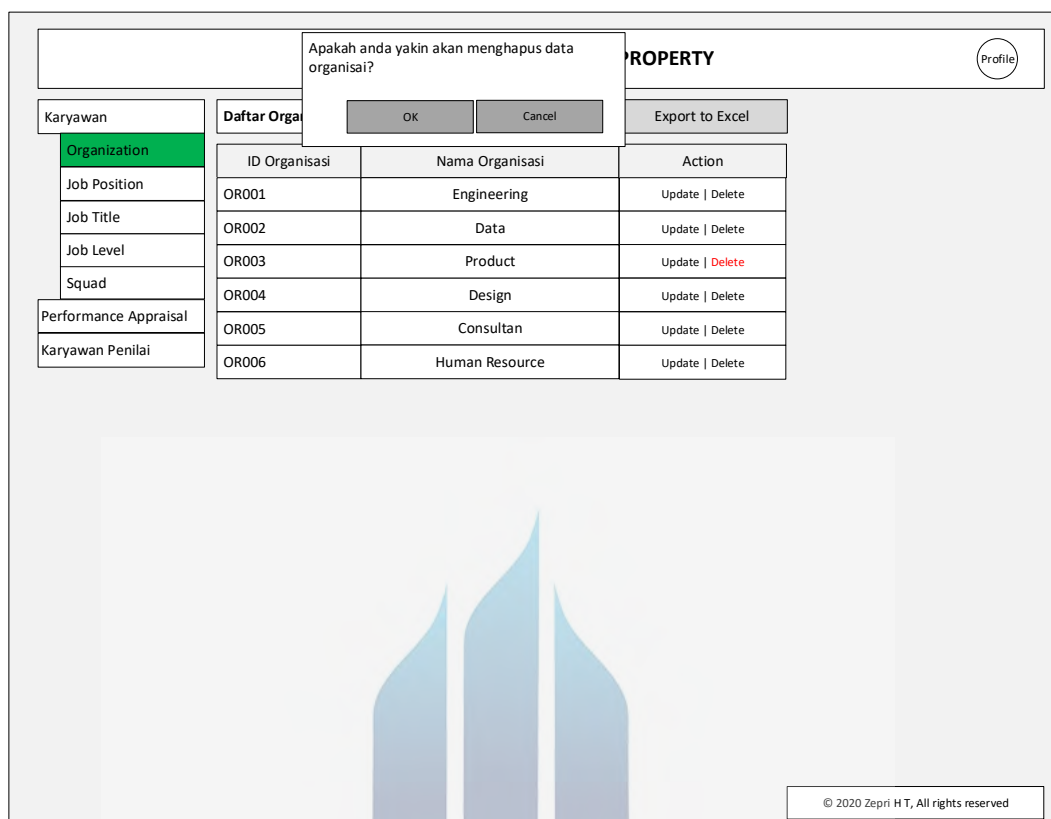 Apakah anda yakin akan menghapus data
organisai?
OK
Cancel
PROPERTY
Profile
Karyawan
Organization
Job Position
Job Title
Job Level
Squad
Performance Appraisal
Karyawan Penilai
Daftar
Export to Excel
ID Organisasi Nama Organisasi Action
OR001 Engineering Update | Delete
OR002 Data Update | Delete
OR003 Product Update | Delete
OR004 Design Update | Delete
OR005 Consultan Update | Delete
OR006 Human Resource Update | Delete
© 2020 Zepri H T, All rights reserved